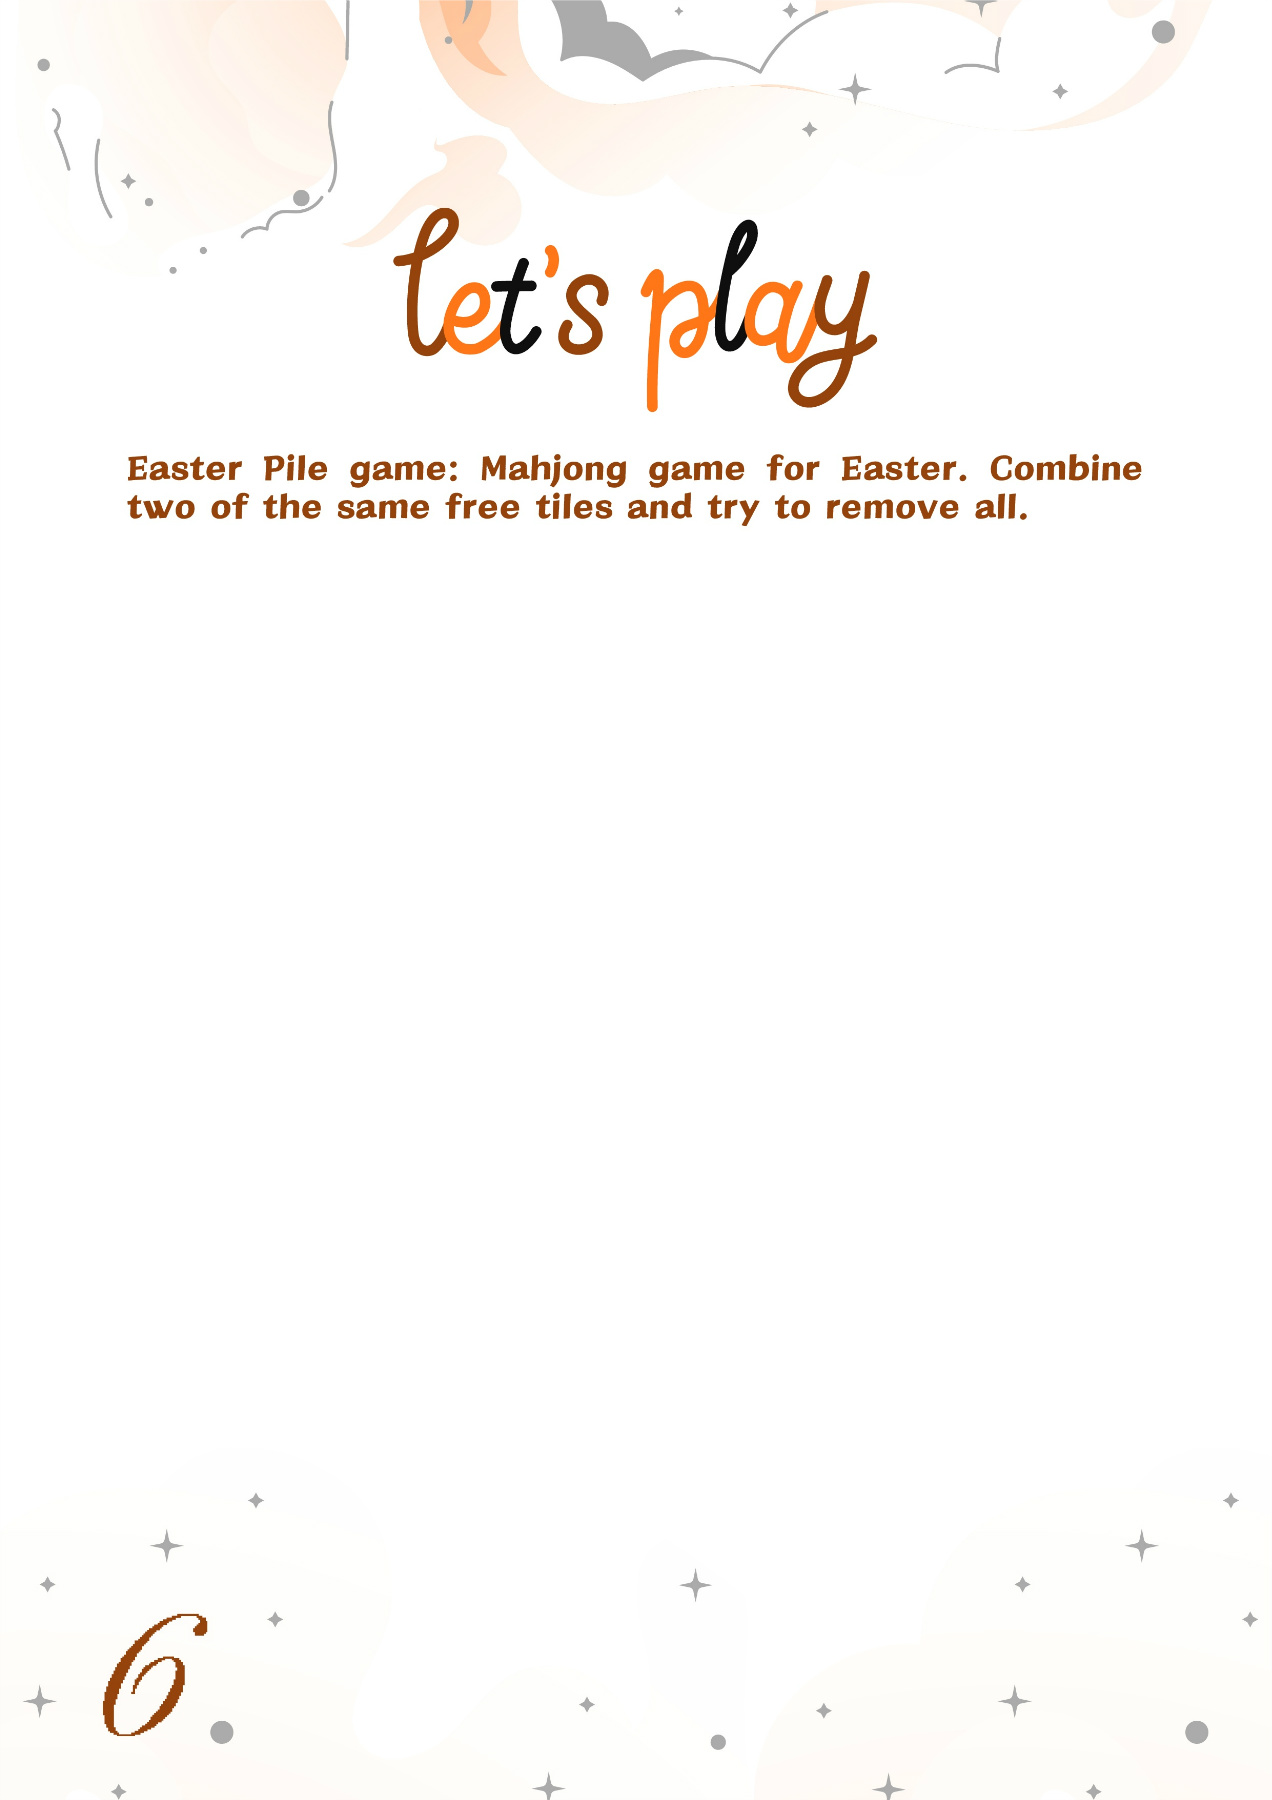 let's play
Easter Pile game: Mahjong game for Easter. Combine
two of the same free tiles and try to remove all.
6